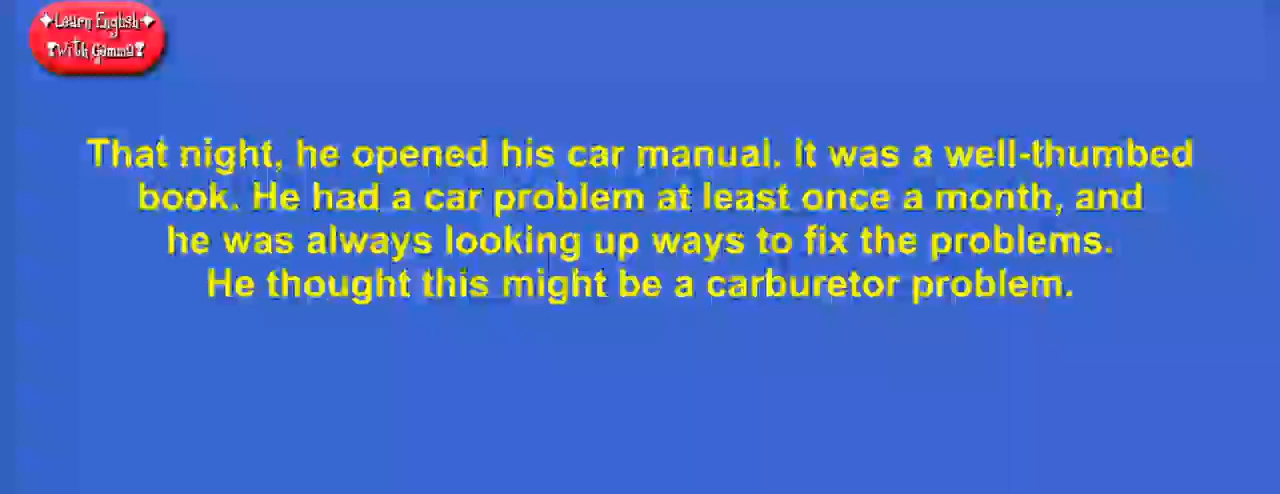 Learn English
With Gamma
That night, he opened his car manual. It was a well-thumbed
book. He had a car problem at least once a month, and
he was always looking up ways to fix the problems.
He thought this might be a carburetor problem.